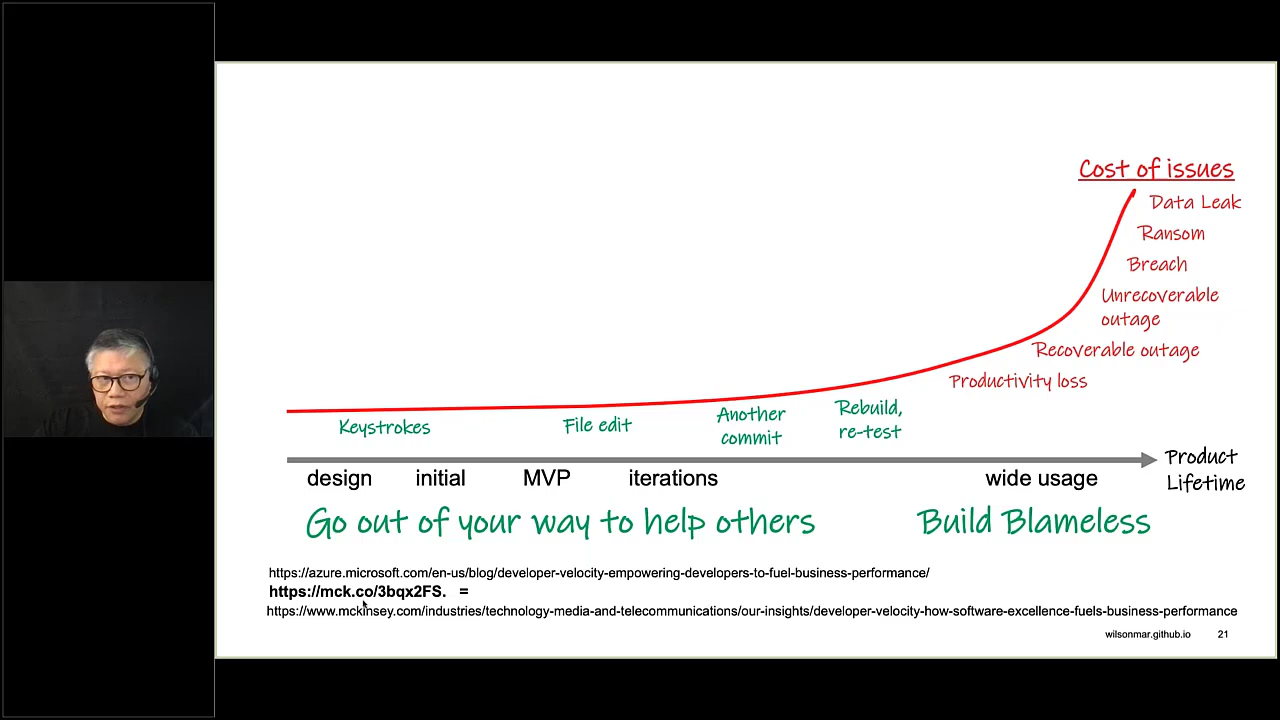 Cost of issues
Data Leak
Ransom
Breach
Unrecoverable
outage
Recoverable outage
Productivity loss
Keystrokes
File edit
Another
commit
Rebuild,
re-test
design
initial
MVP
iterations
wide usage
Product
Lifetime
Go out of your way to help others
Build Blameless
https://azure.microsoft.com/en-us/blog/developer-velocity-empowering-developers-to-fuel-business-performance/
https://mck.co/3bqx2FS. =
https://www.mckinsey.com/industries/technology-media-and-telecommunications/our-insights/developer-velocity-how-software-excellence-fuels-business-performance
wilsonmar.github.io 21